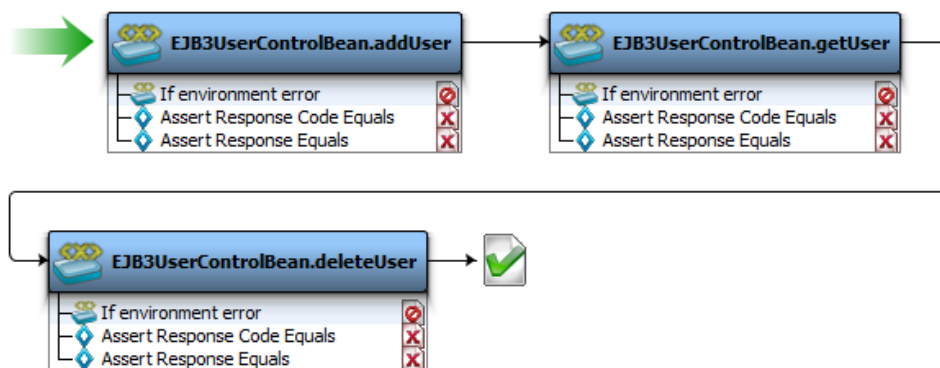 EJB3UserControlBean.addUser
If environment error
Assert Response Code Equals
Assert Response Equals
EJB3UserControlBean.getUser
If environment error
Assert Response Code Equals
Assert Response Equals
EJB3UserControlBean.deleteUser
If environment error
Assert Response Code Equals
Assert Response Equals